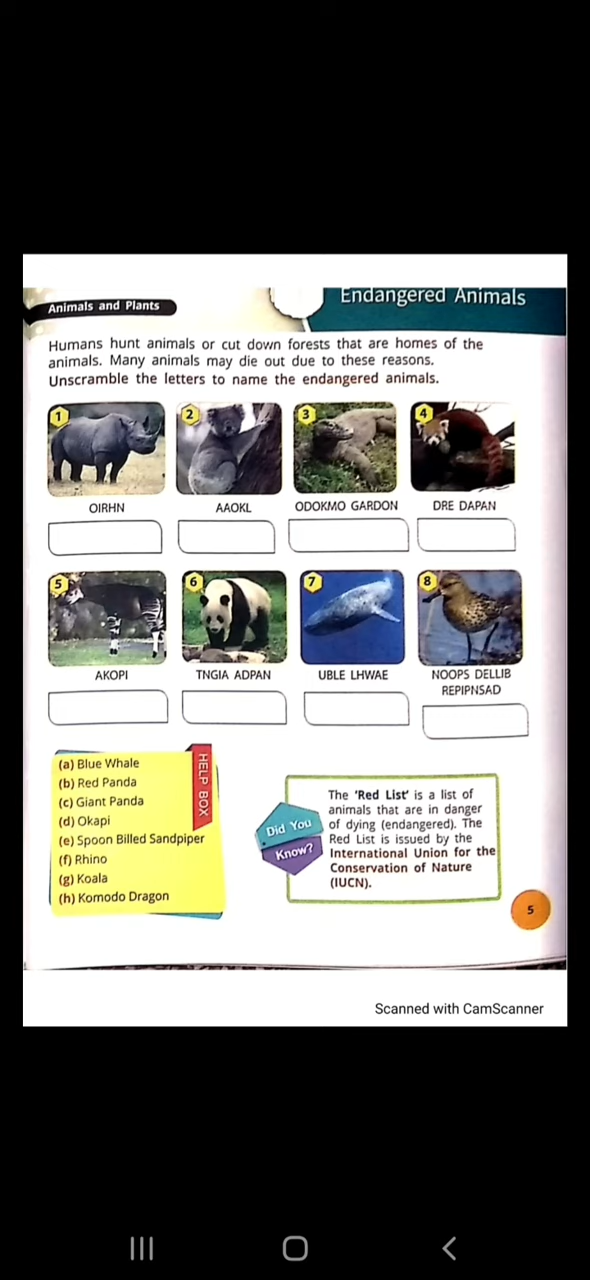 Animals and Plants
Endangered Animals
Humans hunt animals or cut down forests that are homes of the
animals. Many animals may die out due to these reasons.
Unscramble the letters to name the endangered animals.
1
2
3
4
OIRHN
AAOKL
ODOKMO GARDON
DRE DAPAN
5
6
7
8
AKOPI
TNGIA ADPAN
UBLE LHWAE
NOOPS DELLIB
REPIPNSAD
HELP BOX
(a) Blue Whale
(b) Red Panda
(c) Giant Panda
(d) Okapi
(e) Spoon Billed Sandpiper
(f) Rhino
(g) Koala
(h) Komodo Dragon
Did You
Know?
The 'Red List' is a list of
animals that are in danger
of dying (endangered). The
Red List is issued by the
International Union for the
Conservation of Nature
(IUCN).
5
Scanned with CamScanner